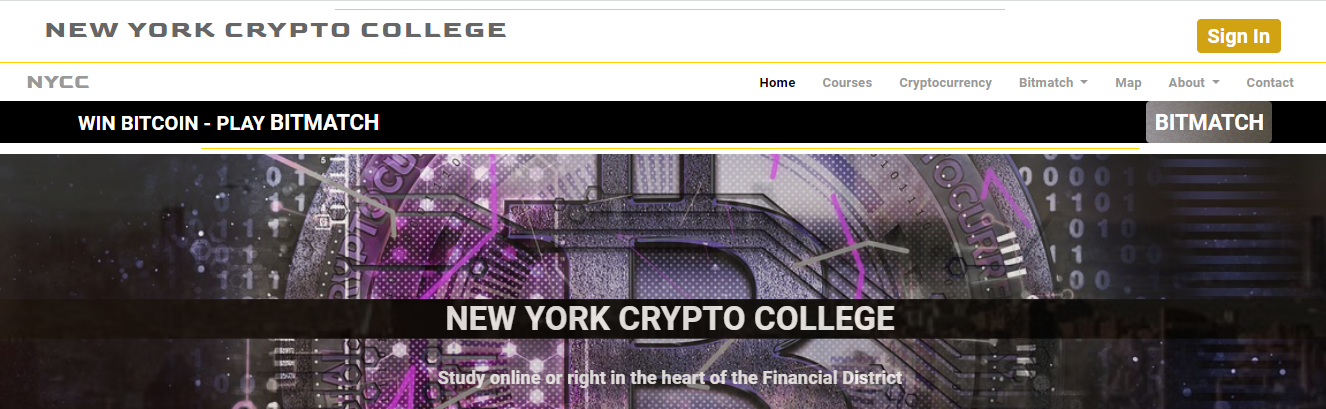 NEW YORK CRYPTO COLLEGE
Sign In
NYCC
Home Courses Cryptocurrency Bitmatch Map About Contact
WIN BITCOIN - PLAY BITMATCH
BITMATCH
NEW YORK CRYPTO COLLEGE
Study online or right in the heart of the Financial District